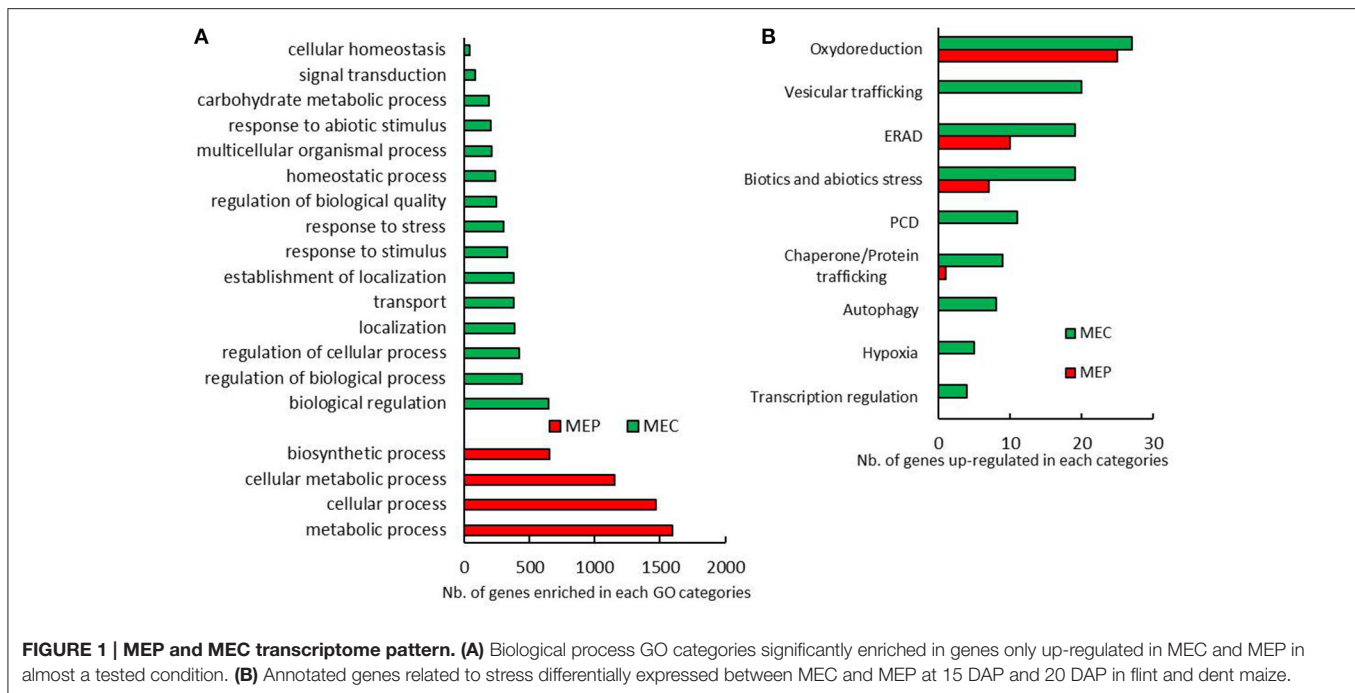 A
cellular homeostasis
signal transduction
carbohydrate metabolic process
response to abiotic stimulus
multicellular organismal process
homeostatic process
regulation of biological quality
response to stress
response to stimulus
establishment of localization
transport
localization
regulation of cellular process
regulation of biological process
biological regulation
MEP MEC
biosynthetic process
cellular metabolic process
cellular process
metabolic process
0 500 1000 1500 2000
Nb. of genes enriched in each GO categories
B
Oxydoreduction
Vesicular trafficking
ERAD
Biotics and abiotics stress
PCD
Chaperone/Protein
trafficking
Autophagy
Hypoxia
Transcription regulation
MEC
MEP
0 10 20 30
Nb. of genes up-regulated in each categories
FIGURE 1 | MEP and MEC transcriptome pattern. (A) Biological process GO categories significantly enriched in genes only up-regulated in MEC and MEP in
almost a tested condition. (B) Annotated genes related to stress differentially expressed between MEC and MEP at 15 DAP and 20 DAP in flint and dent maize.